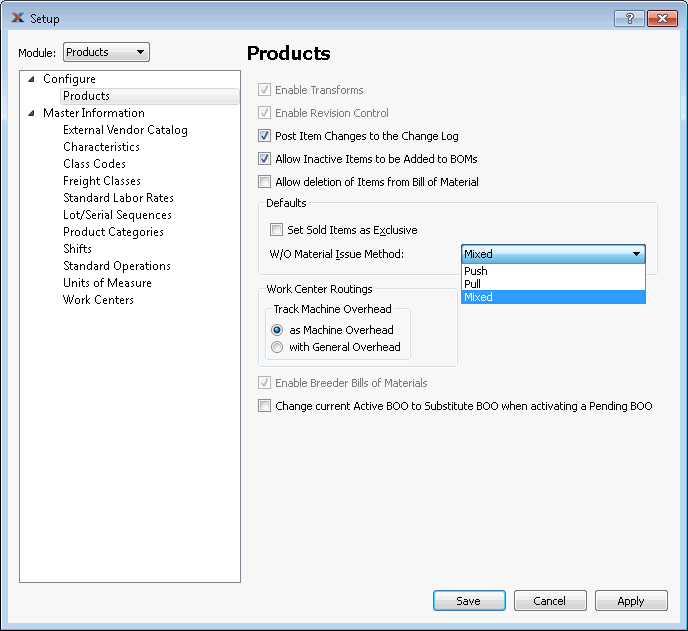 Setup
Module: Products
Configure
Products
Master Information
External Vendor Catalog
Characteristics
Class Codes
Freight Classes
Standard Labor Rates
Lot/Serial Sequences
Product Categories
Shifts
Standard Operations
Units of Measure
Work Centers
Products
Enable Transforms
Enable Revision Control
Post Item Changes to the Change Log
Allow Inactive Items to be Added to BOMs
Allow deletion of Items from Bill of Material
Defaults
Set Sold Items as Exclusive
W/O Material Issue Method: Mixed
Push
Pull
Mixed
Work Center Routings
Track Machine Overhead
as Machine Overhead
with General Overhead
Enable Breeder Bills of Materials
Change current Active BOO to Substitute BOO when activating a Pending BOO
Save Cancel Apply